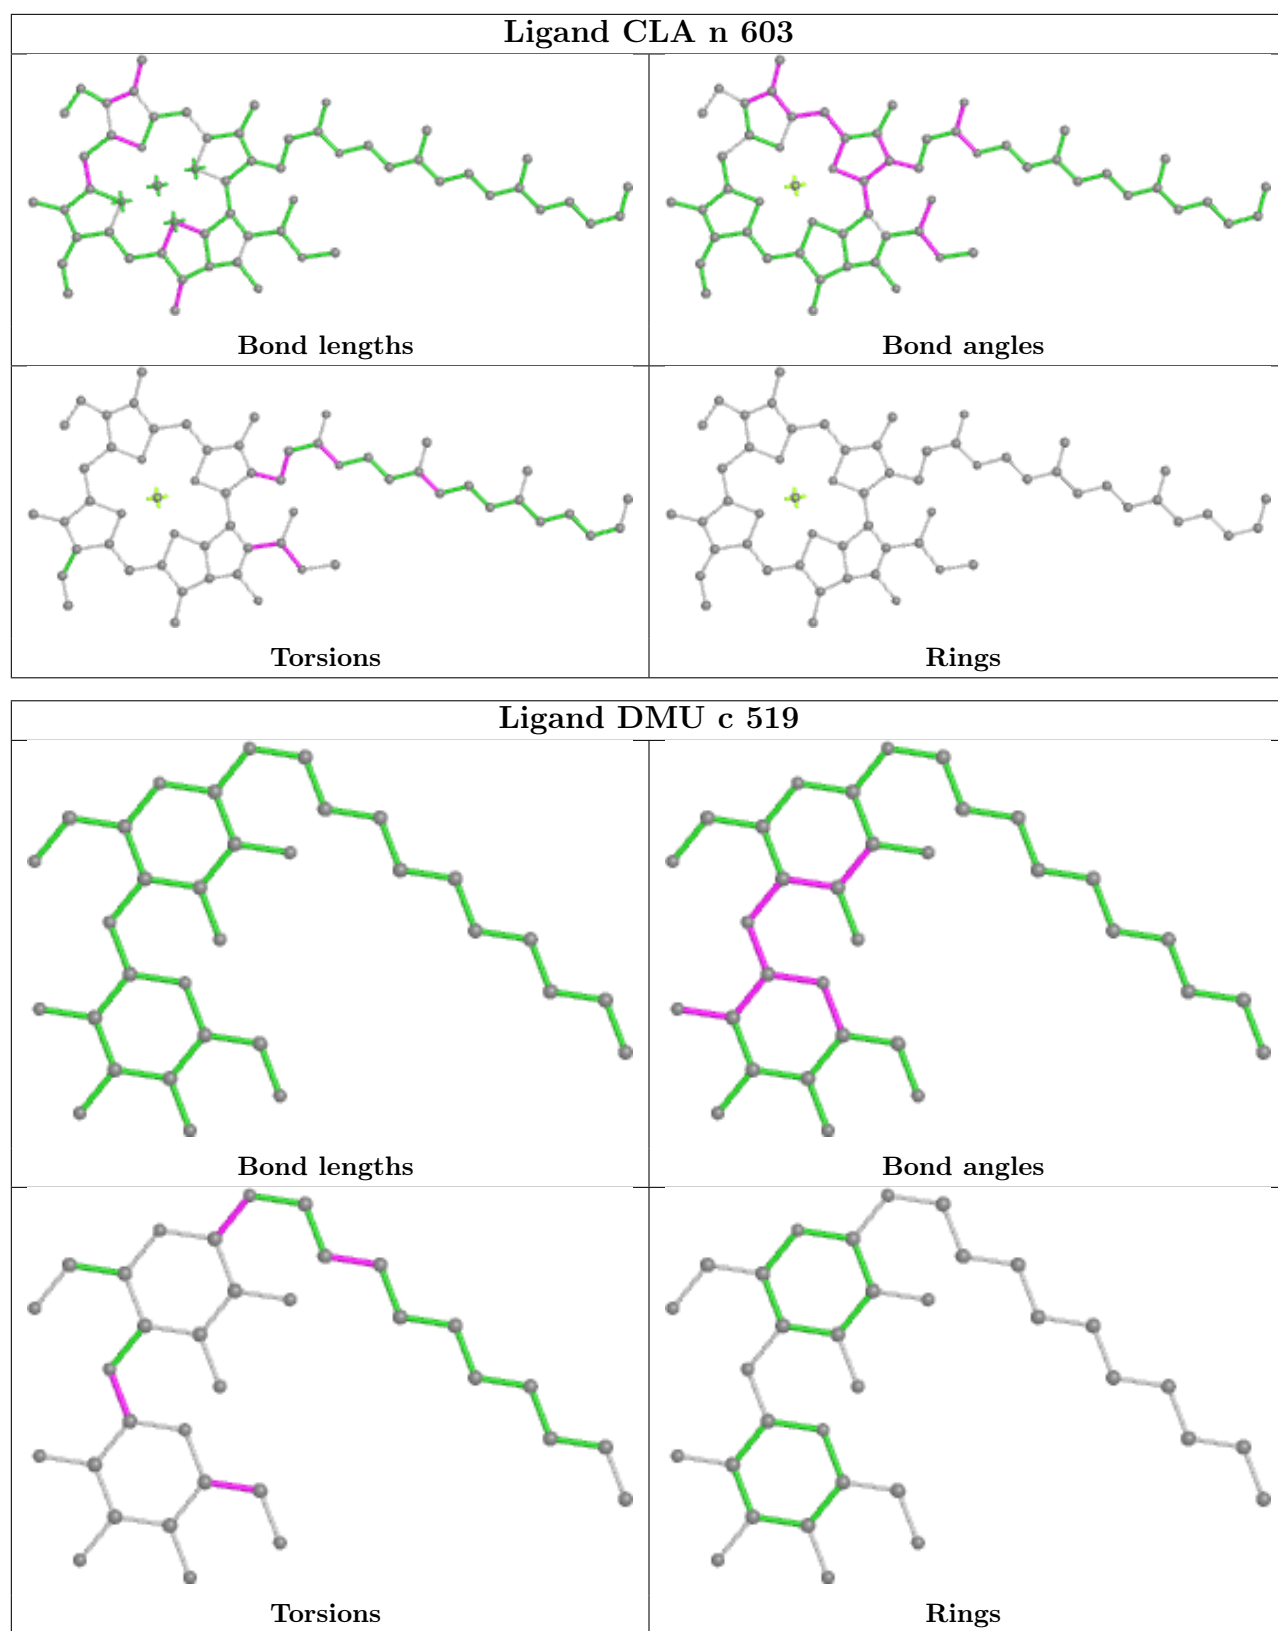 Ligand CLA n 603
Bond lengths
Bond angles
Torsions
Rings
Ligand DMU c 519
Bond lengths
Bond angles
Torsions
Rings